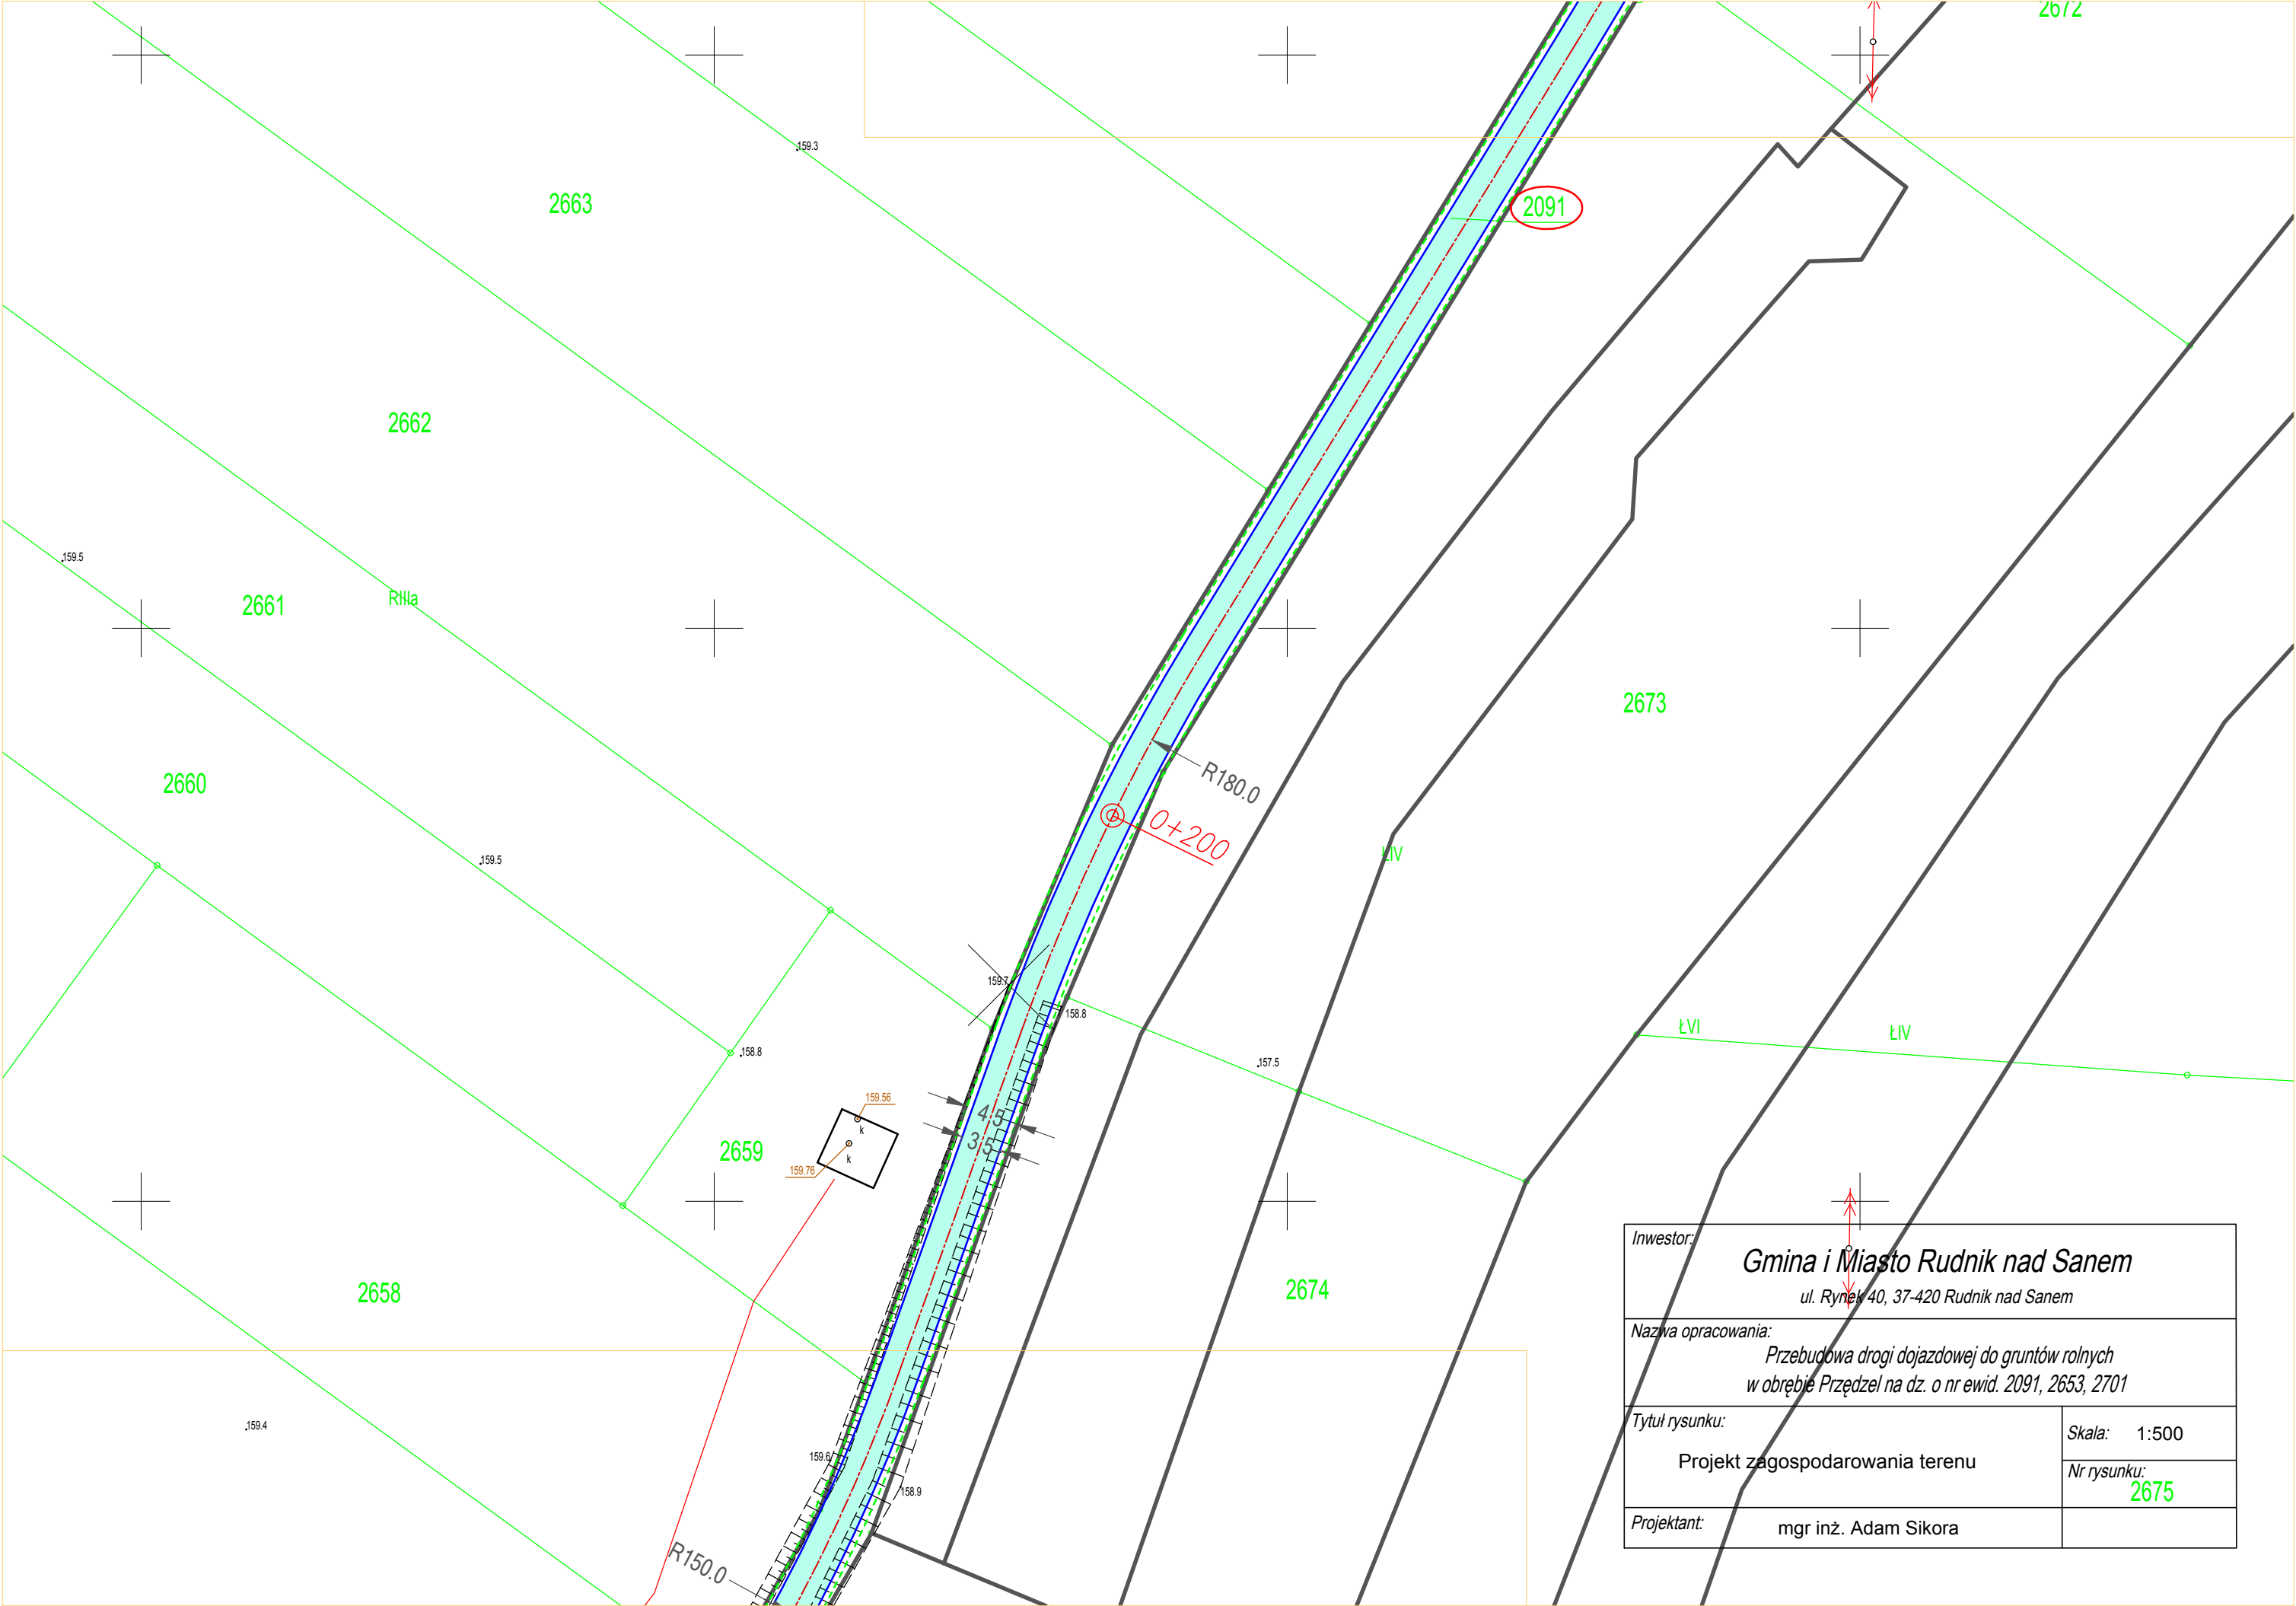 2672
159.3
2663
2091
2662
159.5
2661
RIIIa
2673
2660
R180.0
0+200
159.5
ŁIV
159.7
158.8
ŁVI
ŁIV
158.8
157.5
159.56
k
4.5
3.5
2659
k
159.76
2658
2674
159.4
159.6
158.9
R150.0
Inwestor:
Gmina i Miasto Rudnik nad Sanem
ul. Rynek 40, 37-420 Rudnik nad Sanem
Nazwa opracowania:
Przebudowa drogi dojazdowej do gruntów rolnych
w obrębie Przędzel na dz. o nr ewid. 2091, 2653, 2701
Tytuł rysunku:
Projekt zagospodarowania terenu
Skala: 1:500
Nr rysunku:
2675
Projektant: mgr inż. Adam Sikora